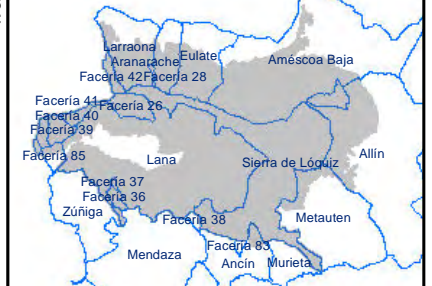 Larraona
Eulate
Aranarache
Améscoa Baja
Facería 42
Facería 28
Facería 41
Facería 26
Facería 40
Facería 39
Facería 85
Lana
Sierra de Lóquiz
Allín
Facería 37
Facería 36
Zúñiga
Facería 38
Metauten
Facería 83
Mendaza
Ancín
Murieta